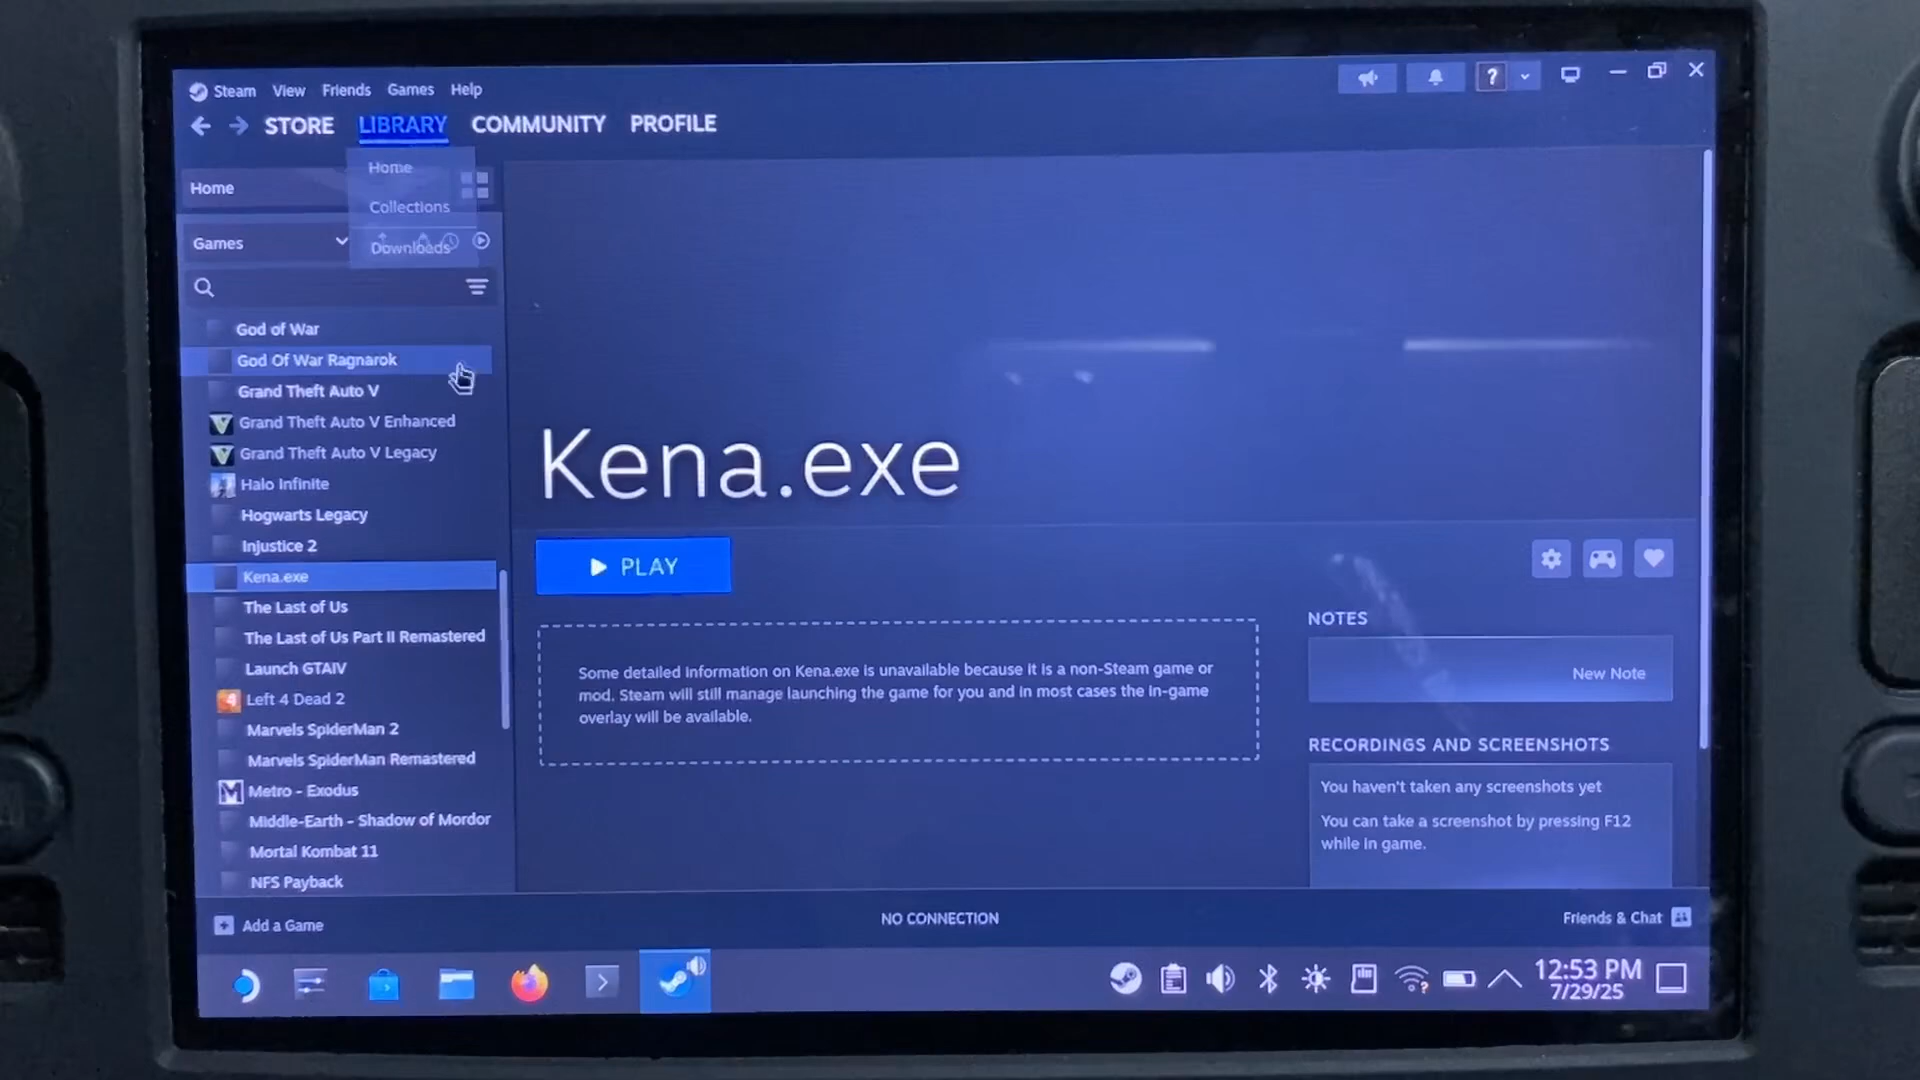 Steam View Friends Games Help
?
STORE LIBRARY COMMUNITY PROFILE
Home
Home
Collections
Games
Downloads
God of War
God Of War Ragnarok
Grand Theft Auto V
Grand Theft Auto V Enhanced
Grand Theft Auto V Legacy
Halo Infinite
Hogwarts Legacy
Injustice 2
Kena.exe
The Last of Us
The Last of Us Part II Remastered
Launch GTAIV
Left 4 Dead 2
Marvels SpiderMan 2
Marvels SpiderMan Remastered
Metro - Exodus
Middle-Earth - Shadow of Mordor
Mortal Kombat 11
NFS Payback
Add a Game
Kena.exe
PLAY
Some detailed information on Kena.exe is unavailable because it is a non-Steam game or
mod. Steam will still manage launching the game for you and in most cases the in-game
overlay will be available.
NOTES
New Note
RECORDINGS AND SCREENSHOTS
You haven't taken any screenshots yet
You can take a screenshot by pressing F12
while in game.
NO CONNECTION
Friends & Chat
12:53 PM
7/29/25